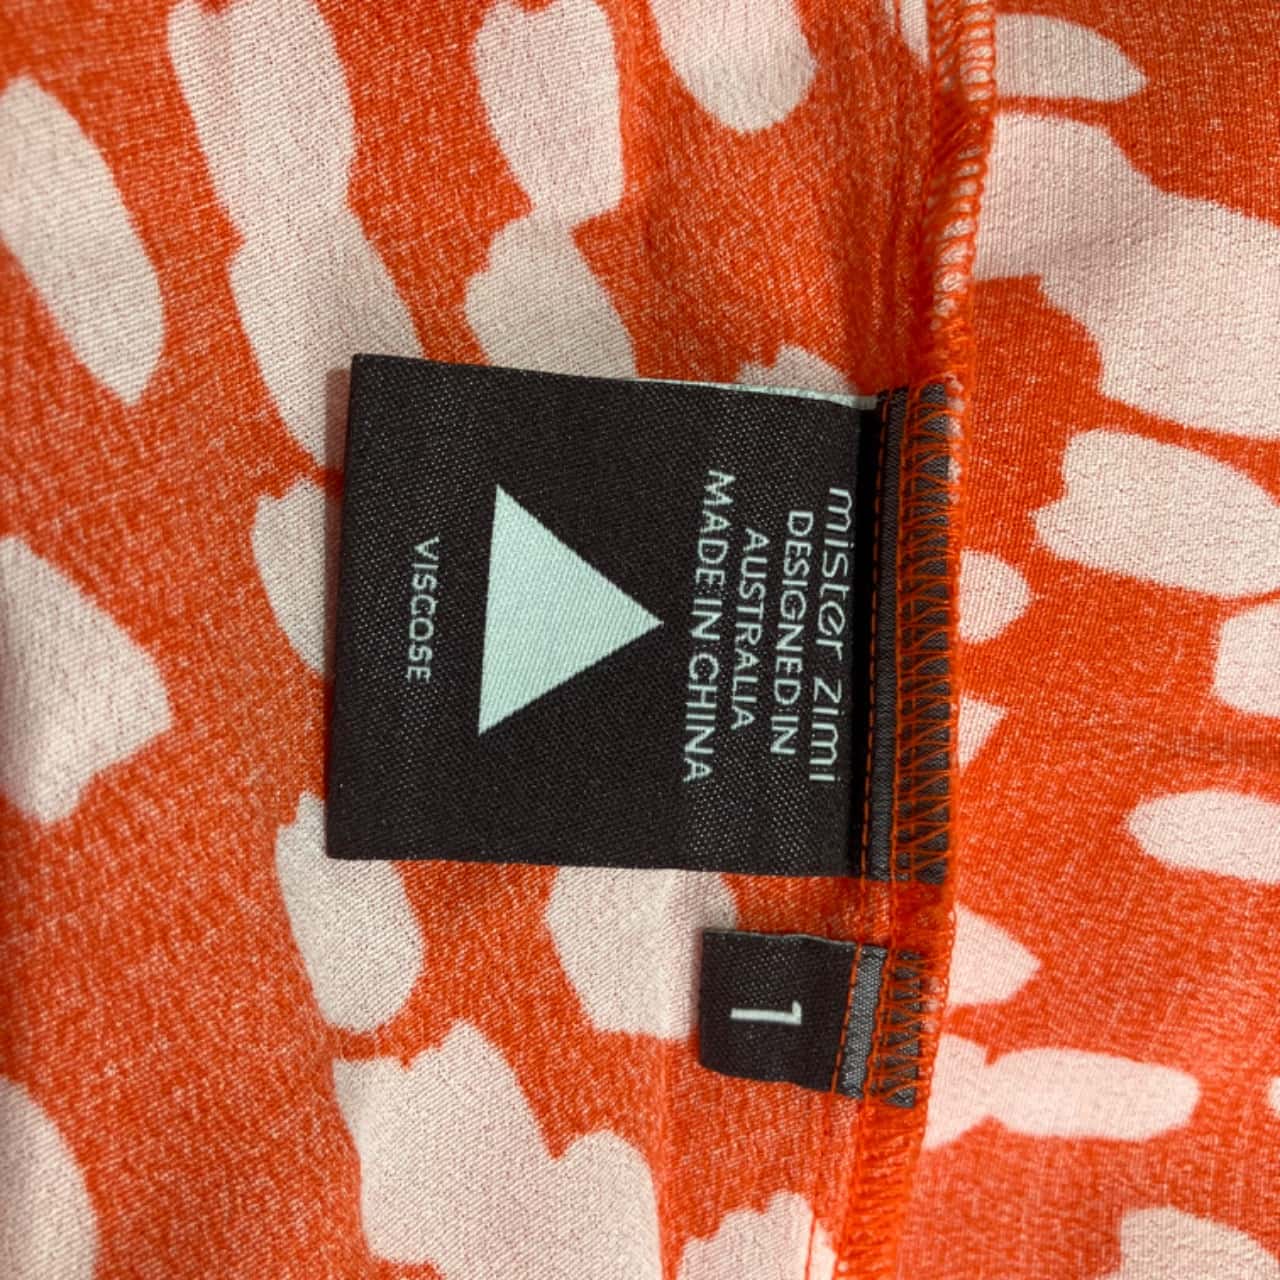 mister zimi
DESIGNED IN
AUSTRALIA
MADE IN CHINA
VISCOSE
1